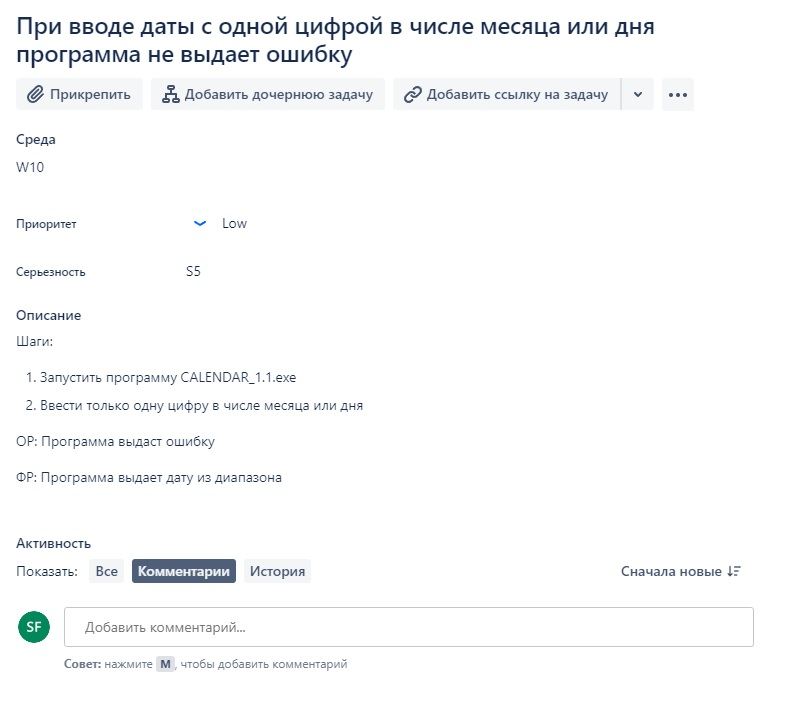 При вводе даты с одной цифрой в числе месяца или дня
программа не выдает ошибку
Прикрепить
Добавить дочернюю задачу
Добавить ссылку на задачу
Среда
W10
Приоритет
Low
Серьезность
S5
Описание
Шаги:
1. Запустить программу CALENDAR_1.1.exe
2. Ввести только одну цифру в числе месяца или дня
ОР: Программа выдаст ошибку
ФР: Программа выдает дату из диапазона
Активность
Показать: Все Комментарии История Сначала новые
SF Добавить комментарий...
Совет: нажмите M, чтобы добавить комментарий